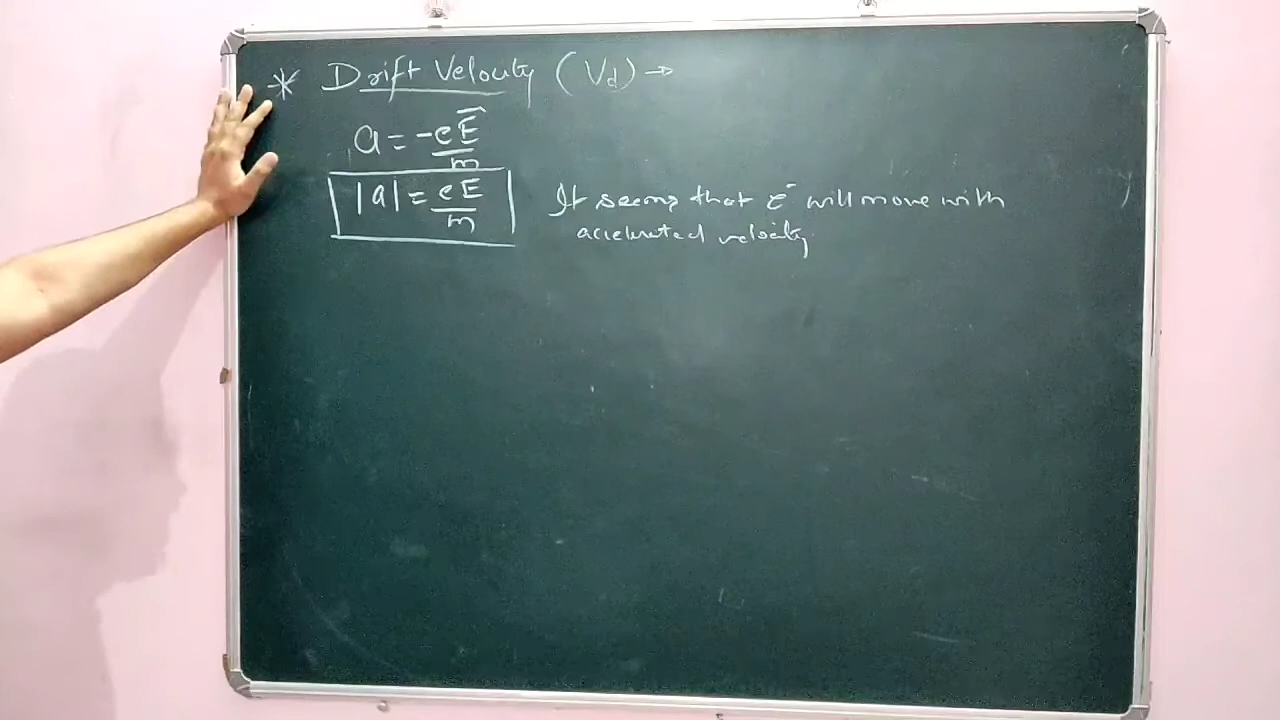 * Drift Velocity (Vd) →
a = -eE⃗/m
|a| = eE/m
It seems that e⁻ will move with
accelerated velocity.